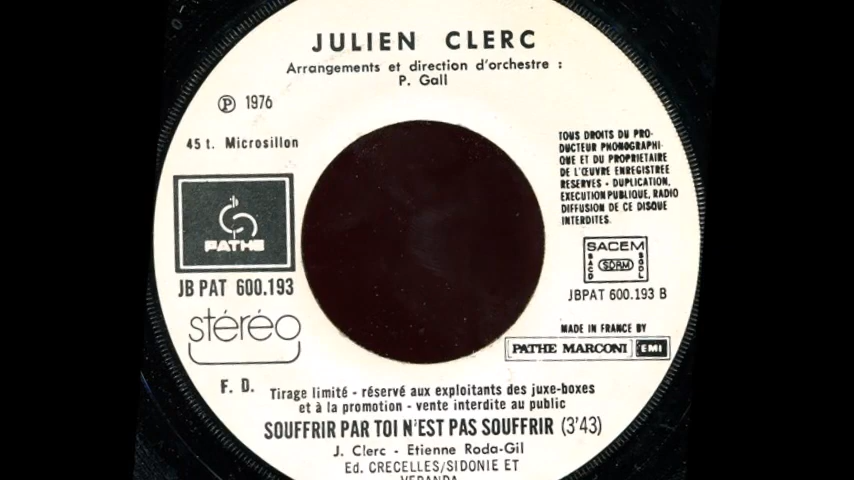 JULIEN CLERC
Arrangements et direction d'orchestre :
P. Gall
℗ 1976
45 t. Microsillon
PATHE
JB PAT 600.193
stéréo
TOUS DROITS DU PRO-
DUCTEUR PHONOGRAPHI-
QUE ET DU PROPRIETAIRE
DE L'ŒUVRE ENREGISTREE
RESERVES - DUPLICATION,
EXECUTION PUBLIQUE, RADIO
DIFFUSION DE CE DISQUE
INTERDITES.
SACEM
SACD
SDRM
SGDL
JBPAT 600.193 B
MADE IN FRANCE BY
PATHE MARCONI EMI
F. D.
Tirage limité - réservé aux exploitants des juxe-boxes
et à la promotion - vente interdite au public
SOUFFRIR PAR TOI N'EST PAS SOUFFRIR (3'43)
J. Clerc - Etienne Roda-Gil
Ed. CRECELLES/SIDONIE ET
VERANDA